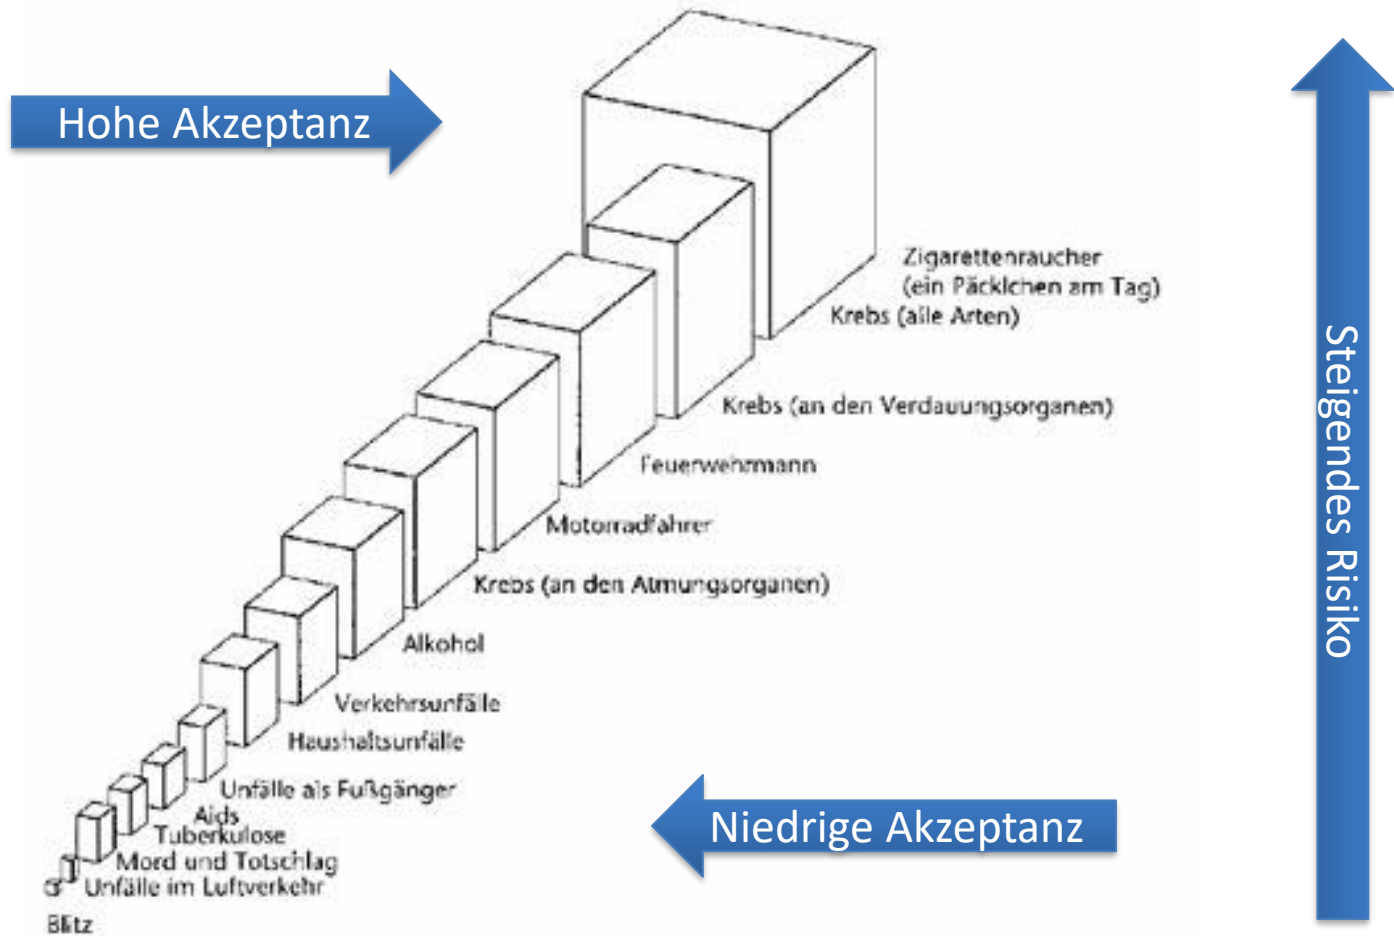 Hohe Akzeptanz
Zigarettenraucher
(ein Päcklchen am Tag)
Krebs (alle Arten)
Krebs (an den Verdauungsorganen)
Feuerwehrmann
Motorradfahrer
Krebs (an den Atmungsorganen)
Alkohol
Verkehrsunfälle
Haushaltsunfälle
Unfälle als Fußgänger
Aids
Tuberkulose
Mord und Totschlag
Unfälle im Luftverkehr
Blitz
Niedrige Akzeptanz
Steigendes Risiko